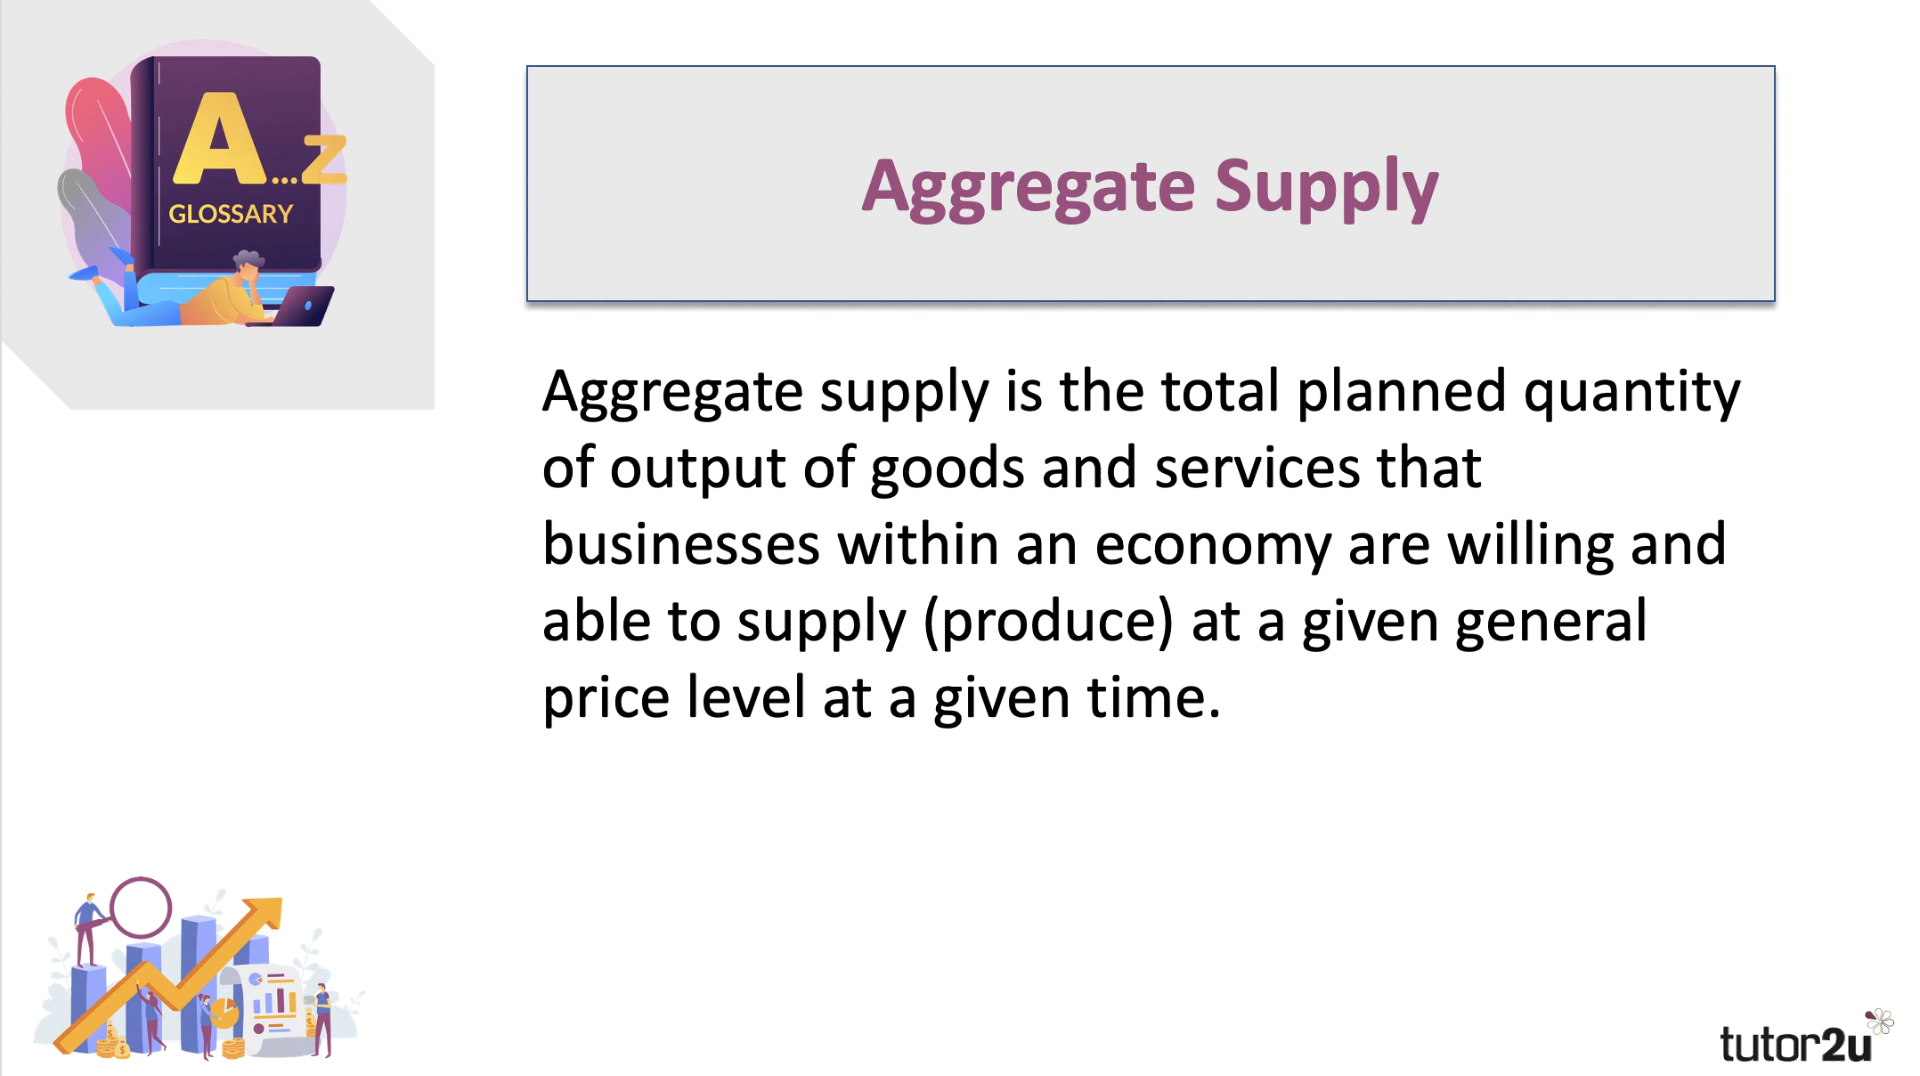 A...Z
GLOSSARY
Aggregate Supply
Aggregate supply is the total planned quantity
of output of goods and services that
businesses within an economy are willing and
able to supply (produce) at a given general
price level at a given time.
tutor2u